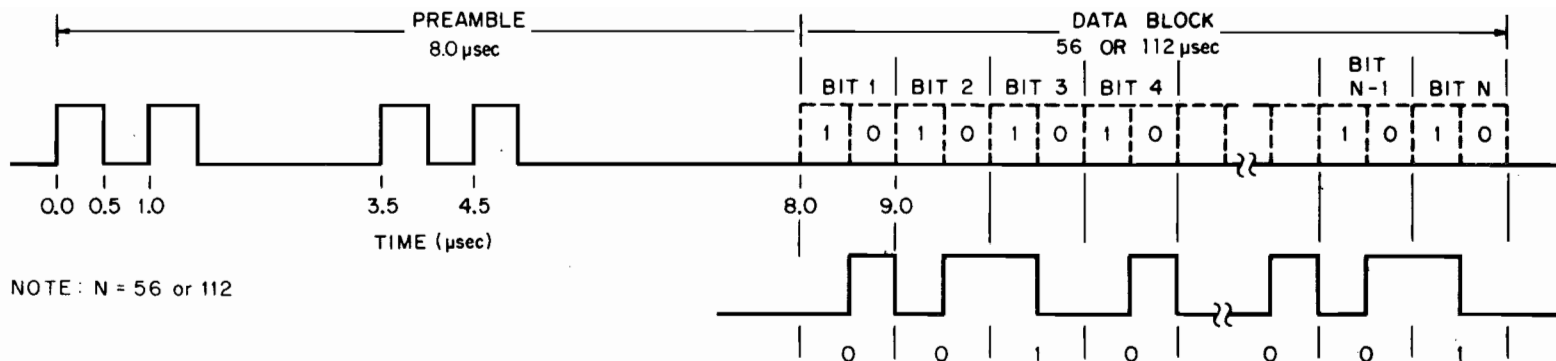 PREAMBLE
8.0 µsec
DATA BLOCK
56 OR 112 µsec
BIT 1 BIT 2 BIT 3 BIT 4 BIT N-1 BIT N
1 0 1 0 1 0 1 0 1 0 1 0
0.0 0.5 1.0 3.5 4.5 8.0 9.0
TIME (µsec)
NOTE: N = 56 or 112
0 0 1 0 0 0 1